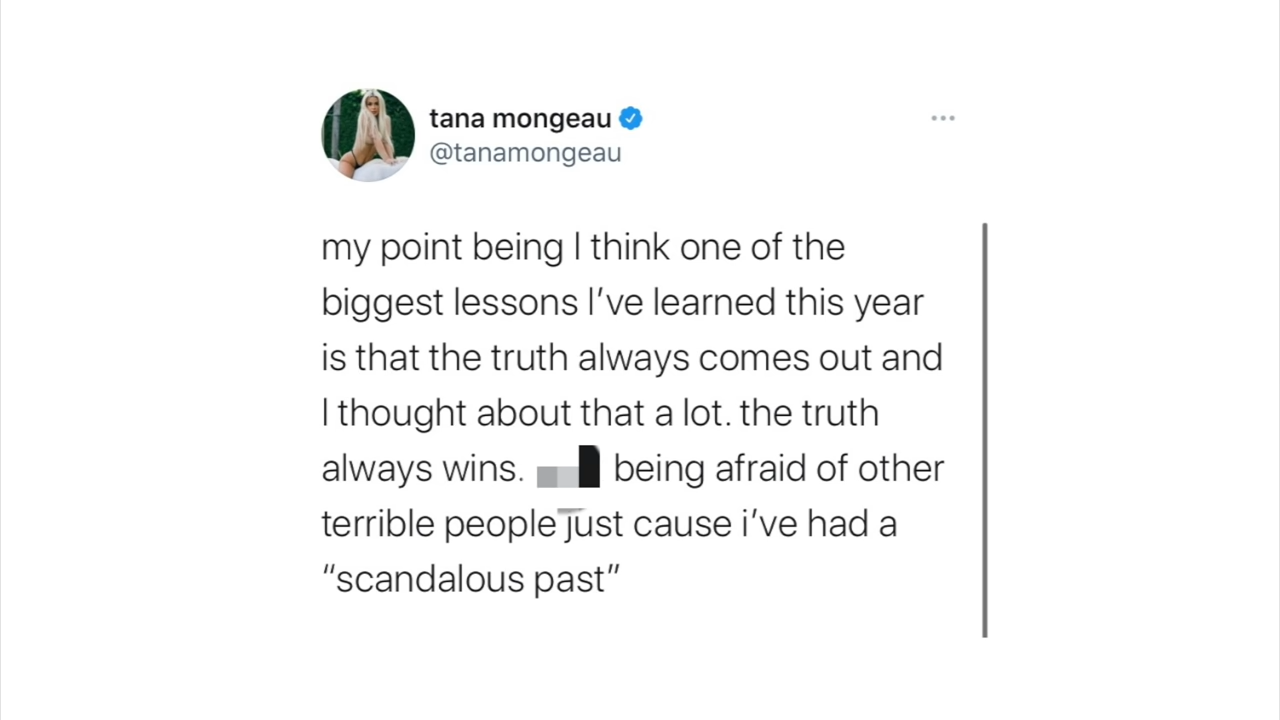 tana mongeau
@tanamongeau
my point being I think one of the
biggest lessons I’ve learned this year
is that the truth always comes out and
I thought about that a lot. the truth
always wins. being afraid of other
terrible people just cause i’ve had a
“scandalous past”